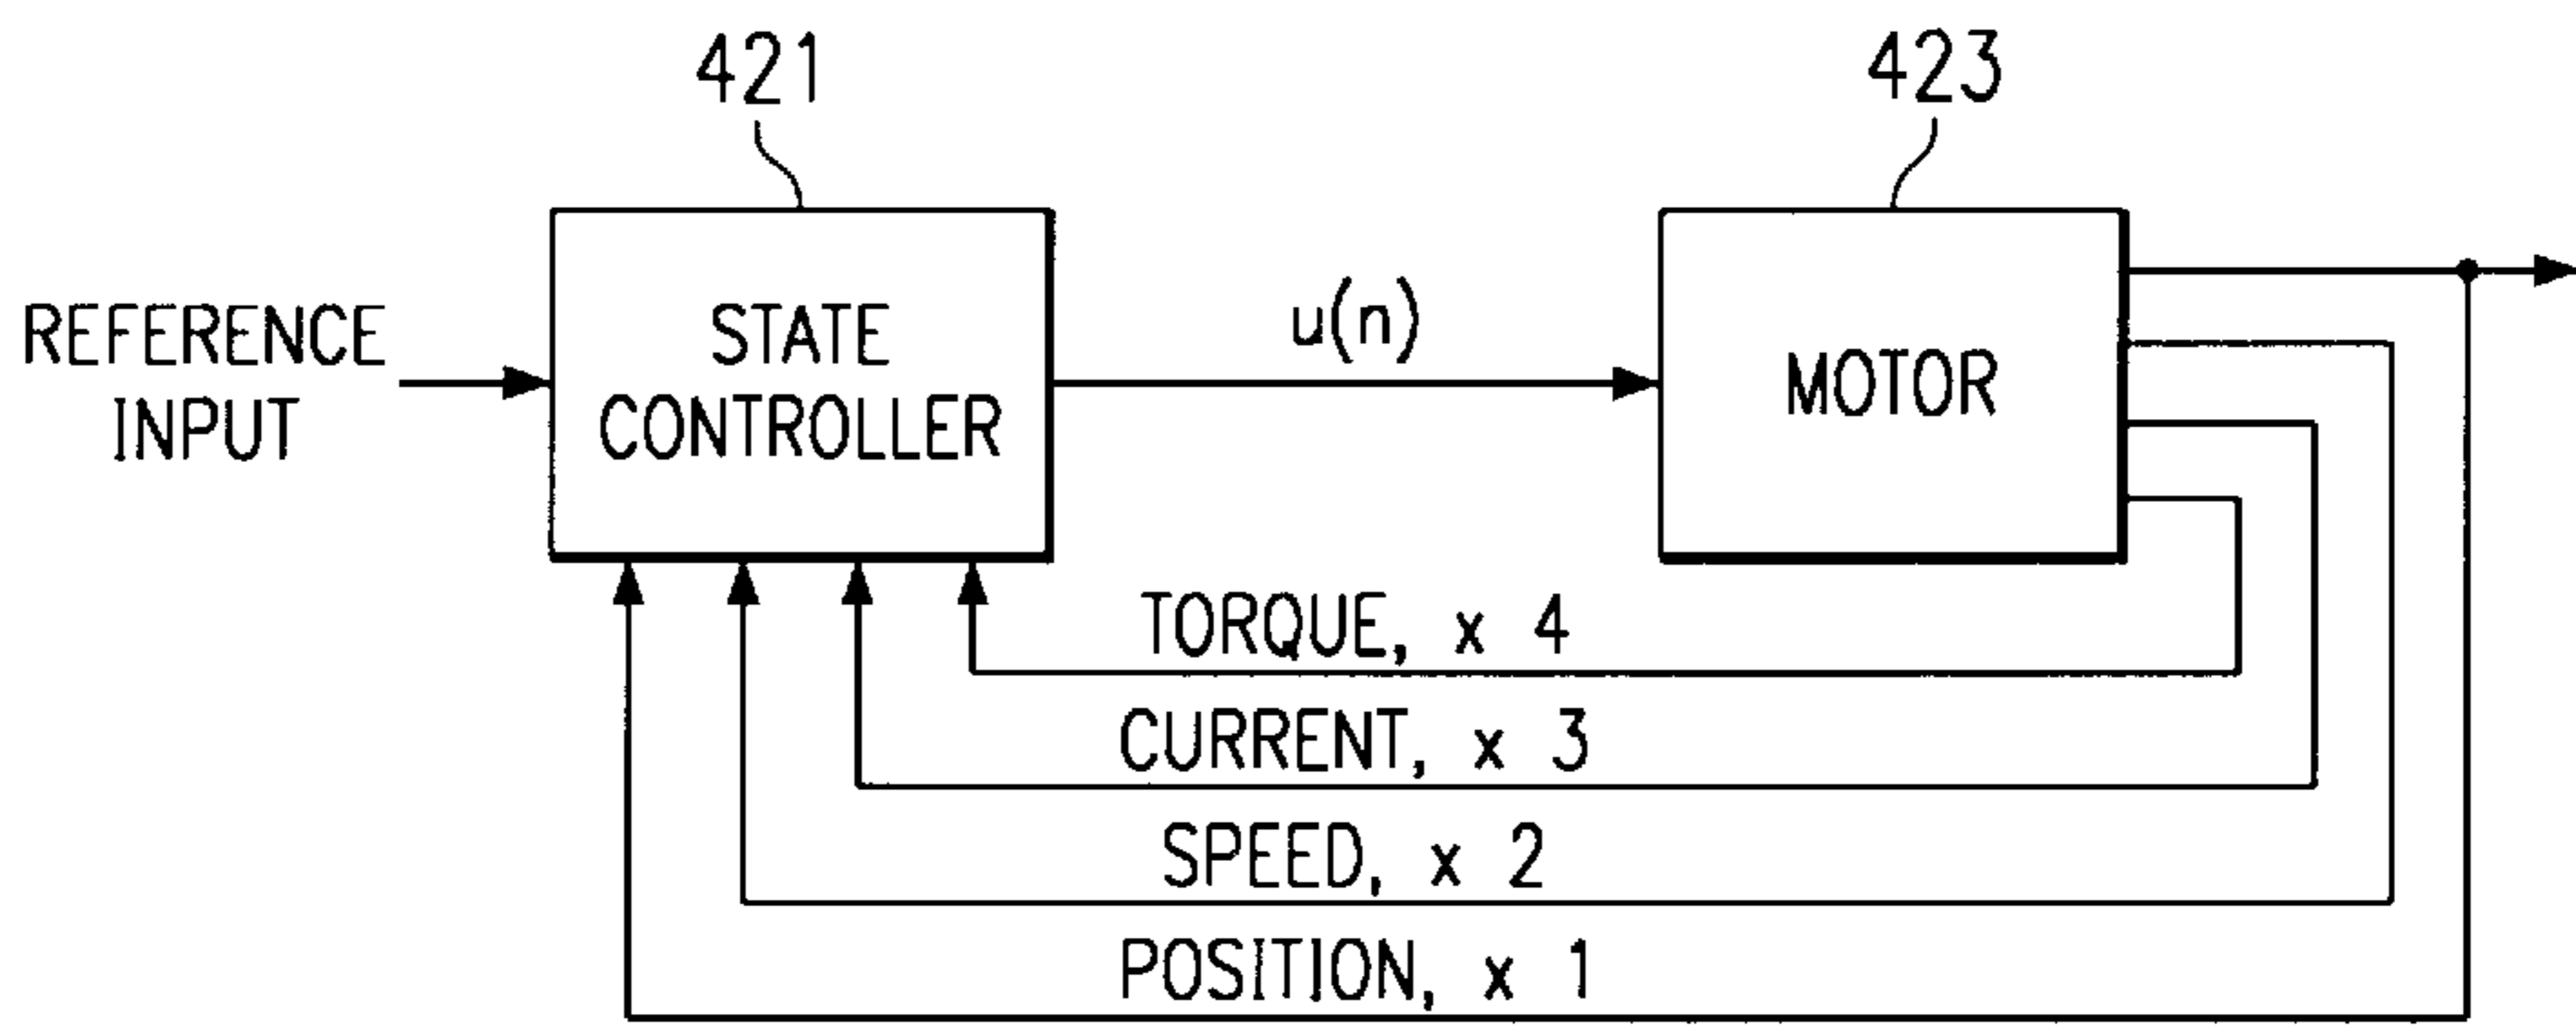 421
423
REFERENCE
INPUT
STATE
CONTROLLER
u(n)
MOTOR
TORQUE, x 4
CURRENT, x 3
SPEED, x 2
POSITION, x 1